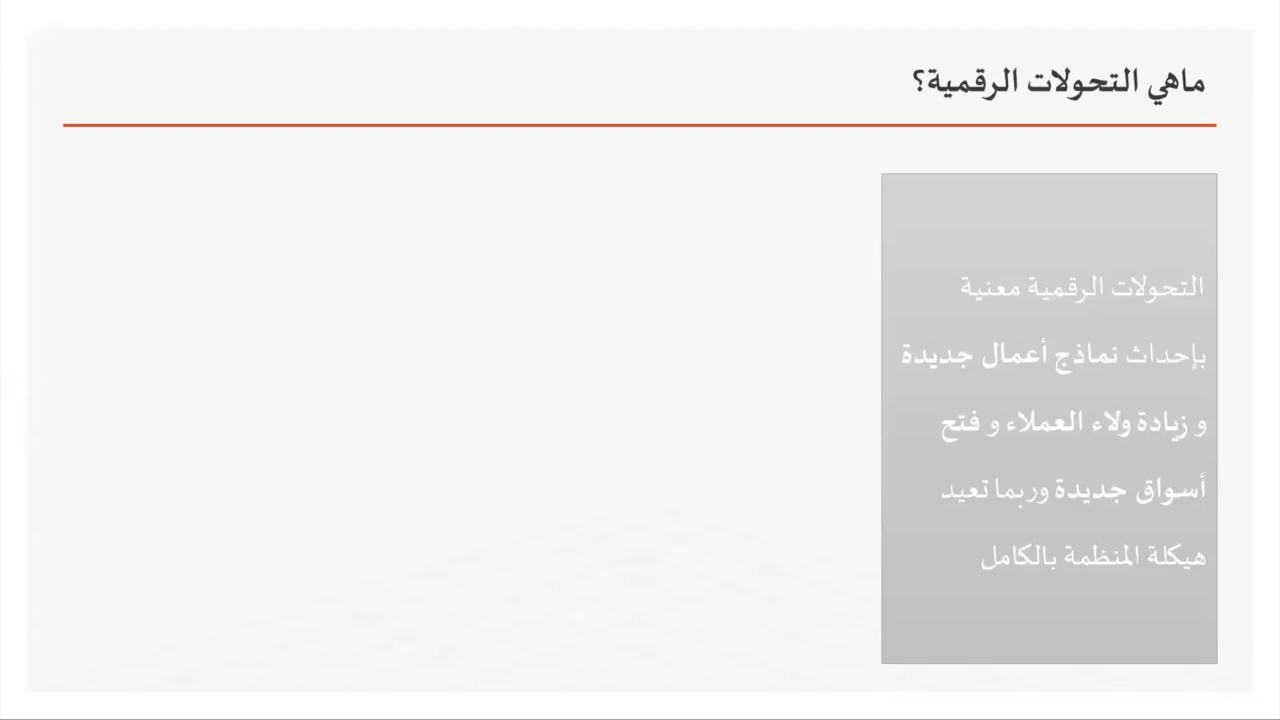 ماهي التحولات الرقمية؟
التحولات الرقمية معنية
بإحداث نماذج أعمال جديدة
و زيادة ولاء العملاء و فتح
أسواق جديدة وربما تعيد
هيكلة المنظمة بالكامل